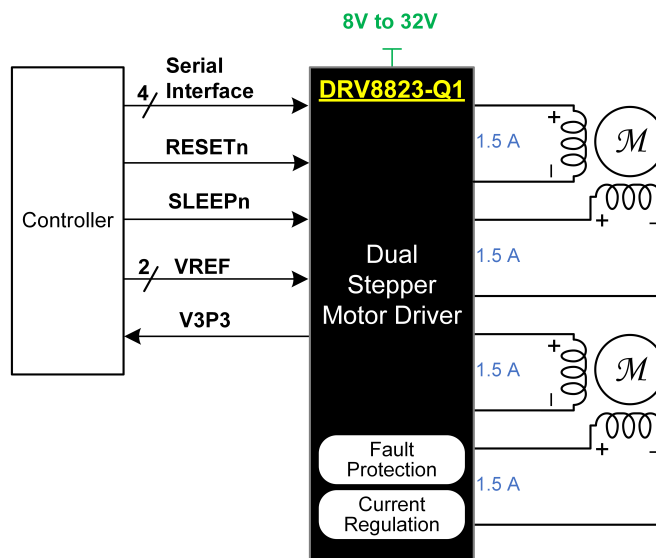 8V to 32V
Serial
Interface
4
DRV8823-Q1
RESETn
SLEEPn
Controller
2
VREF
V3P3
Dual
Stepper
Motor Driver
Fault
Protection
Current
Regulation
+
1.5 A
–
M
+
–
1.5 A
+
1.5 A
–
M
+
–
1.5 A